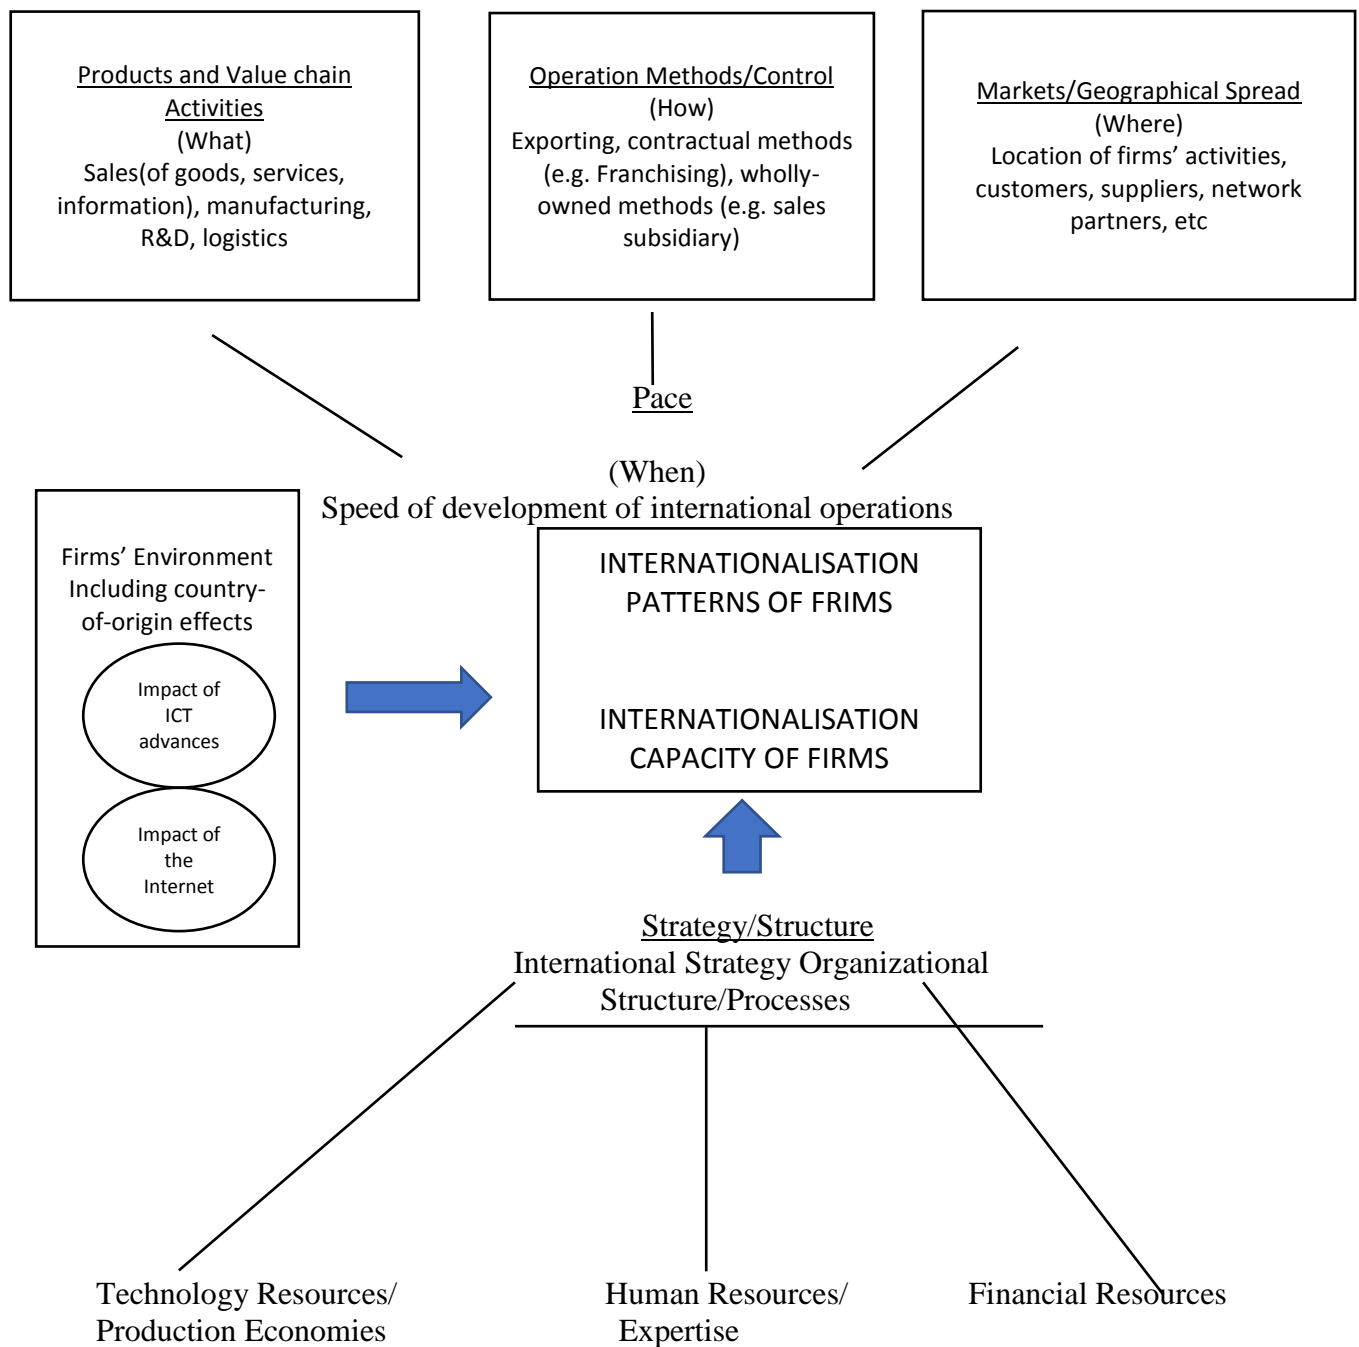 Products and Value chain
Activities
(What)
Sales(of goods, services,
information), manufacturing,
R&D, logistics
Operation Methods/Control
(How)
Exporting, contractual methods
(e.g. Franchising), wholly-
owned methods (e.g. sales
subsidiary)
Markets/Geographical Spread
(Where)
Location of firms’ activities,
customers, suppliers, network
partners, etc
Pace
(When)
Speed of development of international operations
Firms’ Environment
Including country-
of-origin effects
Impact of
ICT
advances
Impact of
the
Internet
INTERNATIONALISATION
PATTERNS OF FRIMS
INTERNATIONALISATION
CAPACITY OF FIRMS
Strategy/Structure
International Strategy Organizational
Structure/Processes
Technology Resources/
Production Economies
Human Resources/
Expertise
Financial Resources